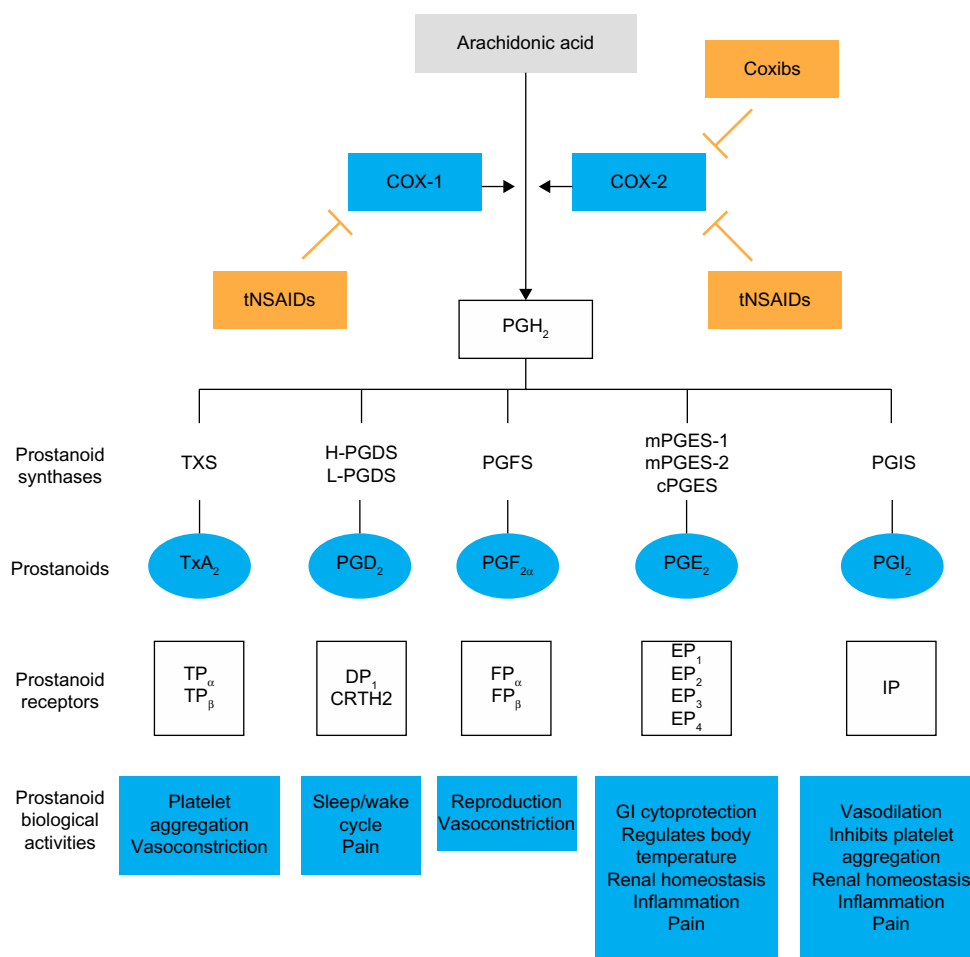 Arachidonic acid
Coxibs
COX-1
COX-2
tNSAIDs
tNSAIDs
PGH₂
Prostanoid
synthases
TXS
H-PGDS
L-PGDS
PGFS
mPGES-1
mPGES-2
cPGES
PGIS
Prostanoids
TxA₂
PGD₂
PGF₂α
PGE₂
PGI₂
Prostanoid
receptors
TPα
TPβ
DP₁
CRTH2
FPα
FPβ
EP₁
EP₂
EP₃
EP₄
IP
Prostanoid
biological
activities
Platelet
aggregation
Vasoconstriction
Sleep/wake
cycle
Pain
Reproduction
Vasoconstriction
GI cytoprotection
Regulates body
temperature
Renal homeostasis
Inflammation
Pain
Vasodilation
Inhibits platelet
aggregation
Renal homeostasis
Inflammation
Pain